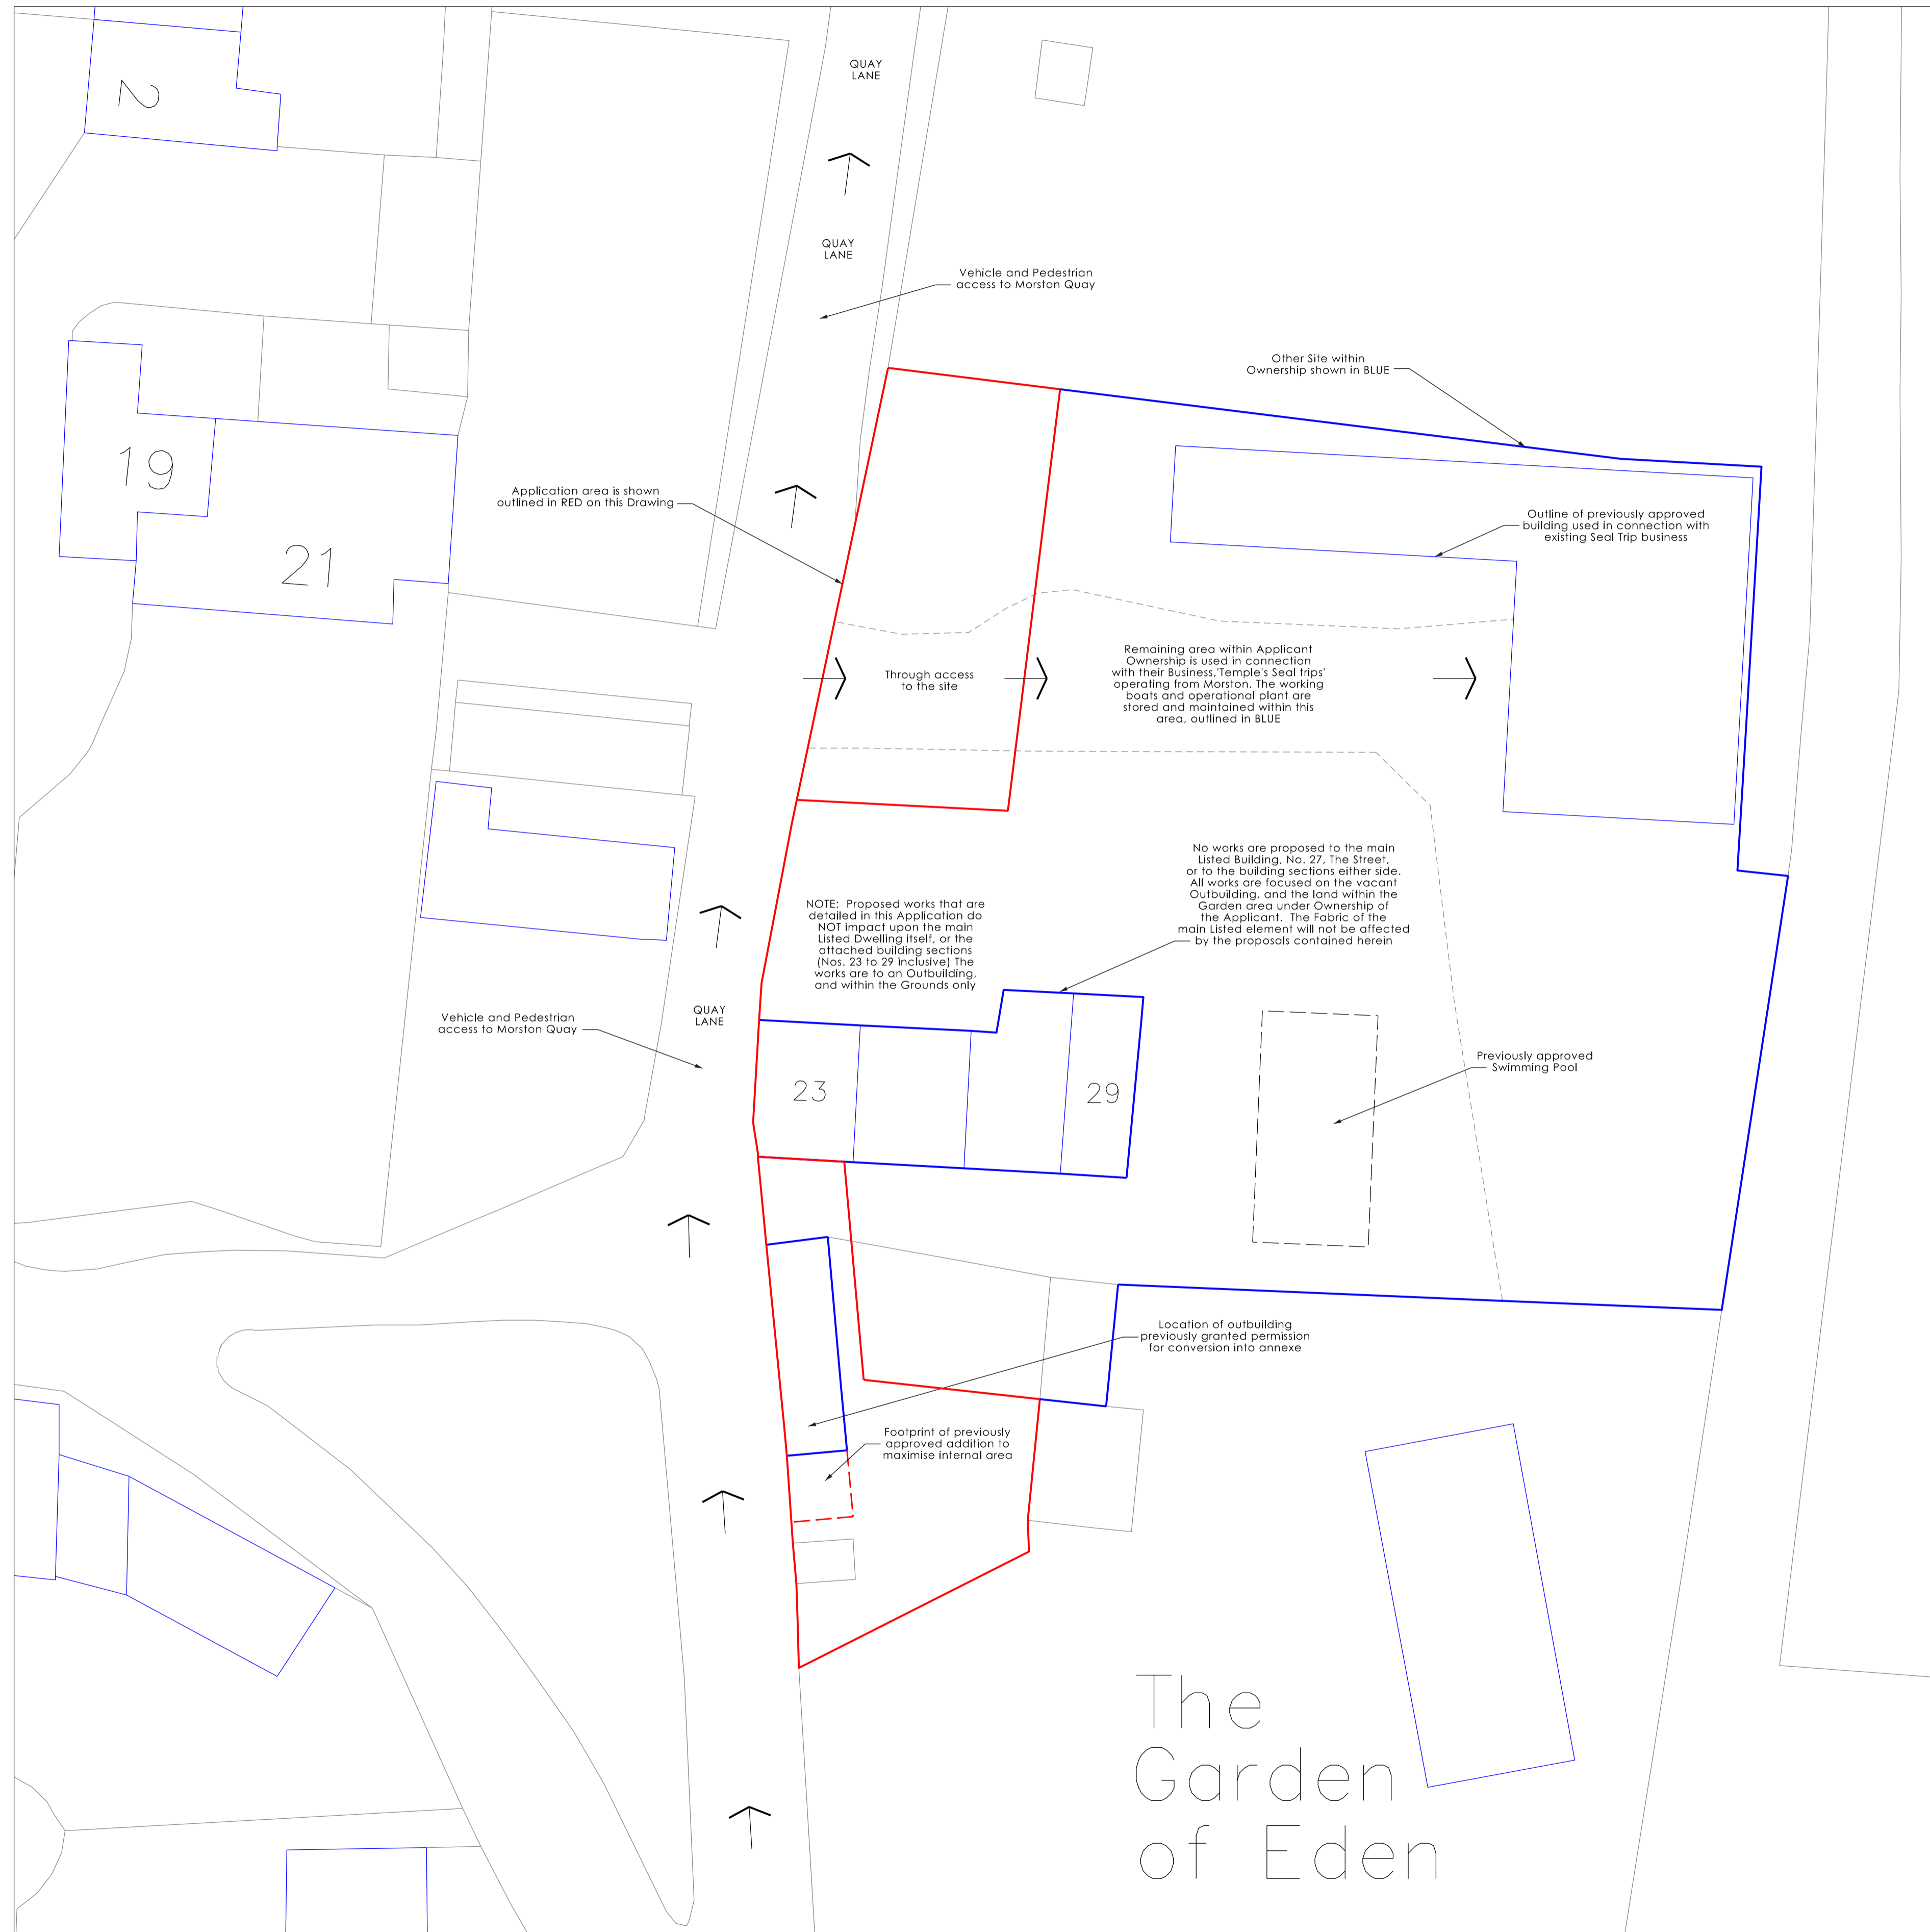 QUAY
LANE
2
QUAY
LANE
Vehicle and Pedestrian
access to Morston Quay
Other Site within
Ownership shown in BLUE
19
Application area is shown
outlined in RED on this Drawing
Outline of previously approved
building used in connection with
existing Seal Trip business
21
Through access
to the site
Remaining area within Applicant
Ownership is used in connection
with their Business,'Temple's Seal trips'
operating from Morston. The working
boats and operational plant are
stored and maintained within this
area, outlined in BLUE
No works are proposed to the main
Listed Building, No. 27, The Street,
or to the building sections either side.
All works are focused on the vacant
Outbuilding, and the land within the
Garden area under Ownership of
the Applicant. The Fabric of the
main Listed element will not be affected
by the proposals contained herein
NOTE: Proposed works that are
detailed in this Application do
NOT impact upon the main
Listed Dwelling itself, or the
attached building sections
(Nos. 23 to 29 inclusive) The
works are to an Outbuilding,
and within the Grounds only
Vehicle and Pedestrian
access to Morston Quay
QUAY
LANE
23
29
Previously approved
Swimming Pool
Location of outbuilding
previously granted permission
for conversion into annexe
Footprint of previously
approved addition to
maximise internal area
The
Garden
of Eden